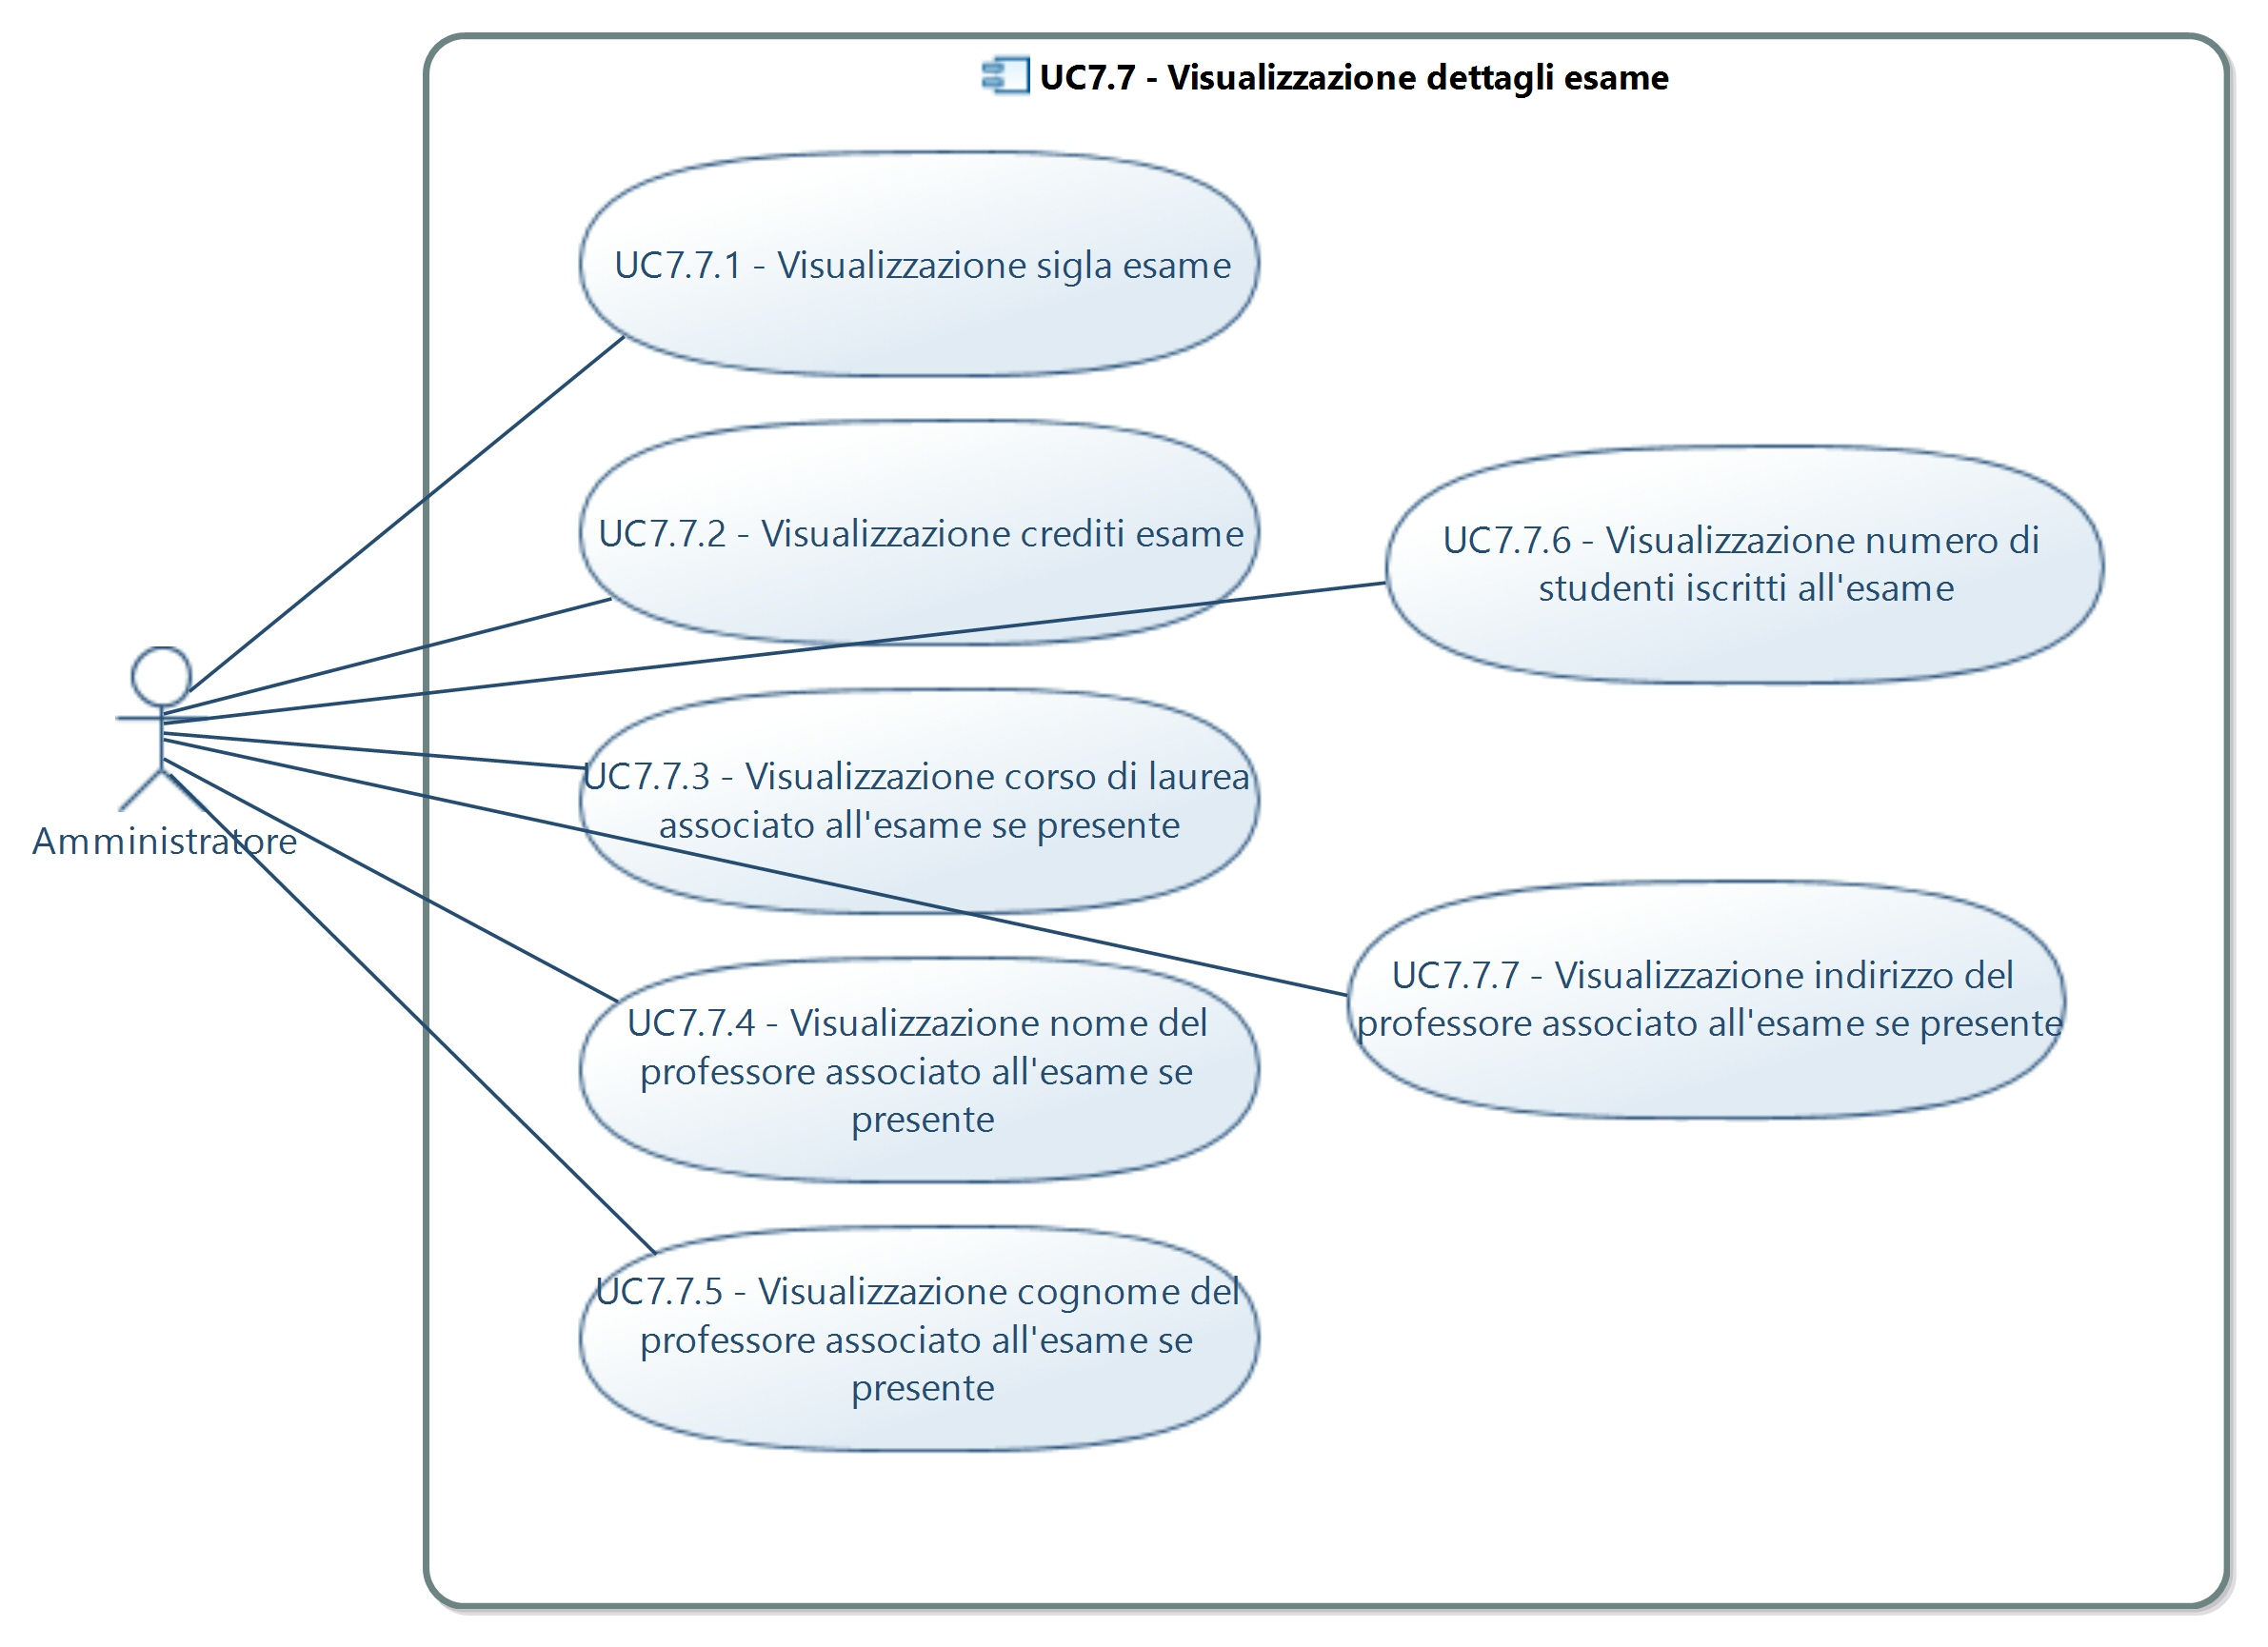 UC7.7 - Visualizzazione dettagli esame
UC7.7.1 - Visualizzazione sigla esame
UC7.7.2 - Visualizzazione crediti esame
UC7.7.6 - Visualizzazione numero di
studenti iscritti all'esame
Amministratore
UC7.7.3 - Visualizzazione corso di laurea
associato all'esame se presente
UC7.7.7 - Visualizzazione indirizzo del
professore associato all'esame se presente
UC7.7.4 - Visualizzazione nome del
professore associato all'esame se
presente
UC7.7.5 - Visualizzazione cognome del
professore associato all'esame se
presente